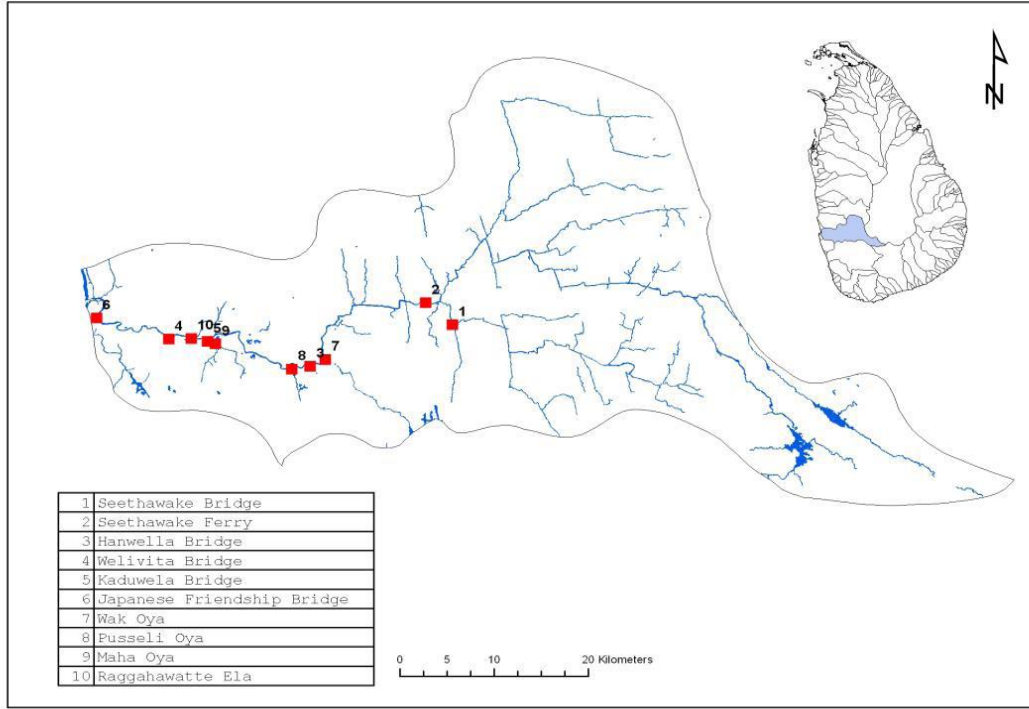 N
2
1
6
4
10
5
9
8
3
7
1 Seethawake Bridge
2 Seethawake Ferry
3 Hanwella Bridge
4 Welivita Bridge
5 Kaduwela Bridge
6 Japanese Friendship Bridge
7 Wak Oya
8 Pusseli Oya
9 Maha Oya
10 Raggahawatte Ela
0 5 10 20 Kilometers